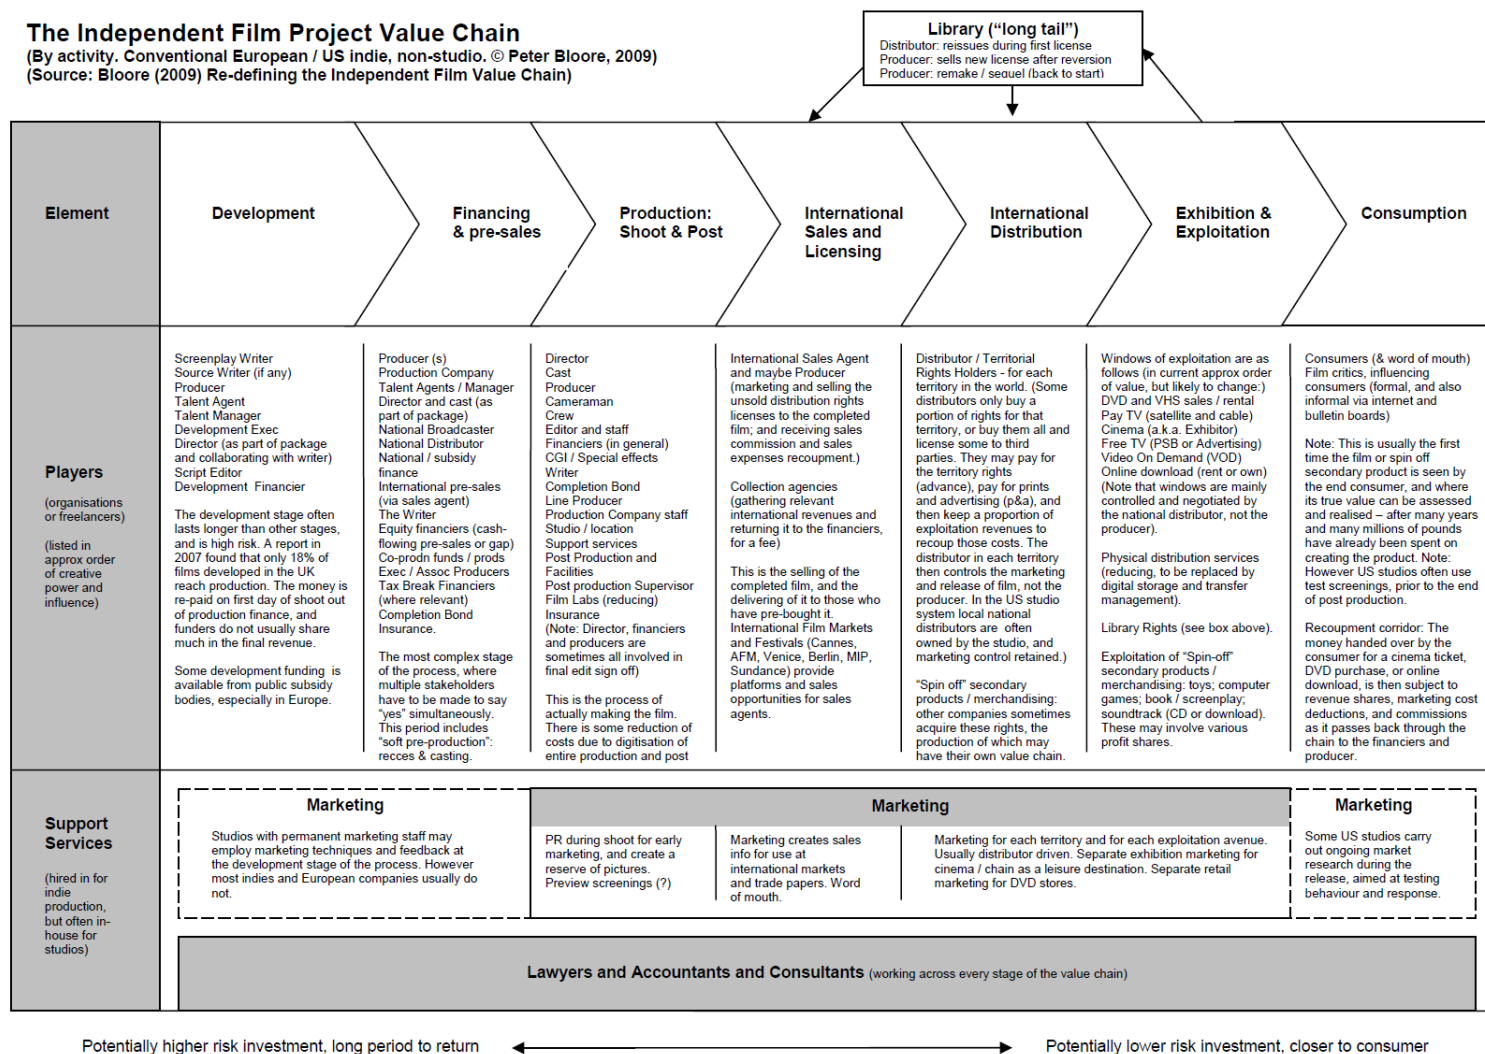 The Independent Film Project Value Chain
(By activity. Conventional European / US indie, non-studio. © Peter Bloore, 2009)
(Source: Bloore (2009) Re-defining the Independent Film Value Chain)
Library (“long tail”)
Distributor: reissues during first license
Producer: sells new license after reversion
Producer: remake / sequel (back to start)
Element
Development
Financing
& pre-sales
Production:
Shoot & Post
International
Sales and
Licensing
International
Distribution
Exhibition &
Exploitation
Consumption
Players
(organisations
or freelancers)
(listed in
approx order
of creative
power and
influence)
Screenplay Writer
Source Writer (if any)
Producer
Talent Agent
Talent Manager
Development Exec
Director (as part of package
and collaborating with writer)
Script Editor
Development Financier
The development stage often
lasts longer than other stages,
and is high risk. A report in
2007 found that only 18% of
films developed in the UK
reach production. The money is
re-paid on first day of shoot out
of production finance, and
funders do not usually share
much in the final revenue.
Some development funding is
available from public subsidy
bodies, especially in Europe.
Producer (s)
Production Company
Talent Agents / Manager
Director and cast (as
part of package)
National Broadcaster
National Distributor
National / subsidy
finance
International pre-sales
(via sales agent)
The Writer
Equity financiers (cash-
flowing pre-sales or gap)
Co-prodn funds / prods
Exec / Assoc Producers
Tax Break Financiers
(where relevant)
Completion Bond
Insurance.
The most complex stage
of the process, where
multiple stakeholders
have to be made to say
“yes” simultaneously.
This period includes
“soft pre-production”:
recces & casting.
Director
Cast
Producer
Cameraman
Crew
Editor and staff
Financiers (in general)
CGI / Special effects
Writer
Completion Bond
Line Producer
Production Company staff
Studio / location
Support services
Post Production and
Facilities
Post production Supervisor
Film Labs (reducing)
Insurance
(Note: Director, financiers
and producers are
sometimes all involved in
final edit sign off)
This is the process of
actually making the film.
There is some reduction of
costs due to digitisation of
entire production and post
International Sales Agent
and maybe Producer
(marketing and selling the
unsold distribution rights
licenses to the completed
film; and receiving sales
commission and sales
expenses recoupment.)
Collection agencies
(gathering relevant
international revenues and
returning it to the financiers,
for a fee)
This is the selling of the
completed film, and the
delivering of it to those who
have pre-bought it.
International Film Markets
and Festivals (Cannes,
AFM, Venice, Berlin, MIP,
Sundance) provide
platforms and sales
opportunities for sales
agents.
Distributor / Territorial
Rights Holders - for each
territory in the world. (Some
distributors only buy a
portion of rights for that
territory, or buy them all and
license some to third
parties. They may pay for
the territory rights
(advance), pay for prints
and advertising (p&a), and
then keep a proportion of
exploitation revenues to
recoup those costs. The
distributor in each territory
then controls the marketing
and release of film, not the
producer. In the US studio
system local national
distributors are often
owned by the studio, and
marketing control retained.)
“Spin off” secondary
products / merchandising:
other companies sometimes
acquire these rights, the
production of which may
have their own value chain.
Windows of exploitation are as
follows (in current approx order
of value, but likely to change:)
DVD and VHS sales / rental
Pay TV (satellite and cable)
Cinema (a.k.a. Exhibitor)
Free TV (PSB or Advertising)
Video On Demand (VOD)
Online download (rent or own)
(Note that windows are mainly
controlled and negotiated by
the national distributor, not the
producer).
Physical distribution services
(reducing, to be replaced by
digital storage and transfer
management).
Library Rights (see box above).
Exploitation of “Spin-off”
secondary products /
merchandising: toys; computer
games; book / screenplay;
soundtrack (CD or download).
These may involve various
profit shares.
Consumers (& word of mouth)
Film critics, influencing
consumers (formal, and also
informal via internet and
bulletin boards)
Note: This is usually the first
time the film or spin off
secondary product is seen by
the end consumer, and where
its true value can be assessed
and realised – after many years
and many millions of pounds
have already been spent on
creating the product. Note:
However US studios often use
test screenings, prior to the end
of post production.
Recoupment corridor: The
money handed over by the
consumer for a cinema ticket,
DVD purchase, or online
download, is then subject to
revenue shares, marketing cost
deductions, and commissions
as it passes back through the
chain to the financiers and
producer.
Support
Services
(hired in for
indie
production,
but often in-
house for
studios)
Marketing
Studios with permanent marketing staff may
employ marketing techniques and feedback at
the development stage of the process. However
most indies and European companies usually do
not.
Marketing
PR during shoot for early
marketing, and create a
reserve of pictures.
Preview screenings (?)
Marketing creates sales
info for use at
international markets
and trade papers. Word
of mouth.
Marketing for each territory and for each exploitation avenue.
Usually distributor driven. Separate exhibition marketing for
cinema / chain as a leisure destination. Separate retail
marketing for DVD stores.
Marketing
Some US studios carry
out ongoing market
research during the
release, aimed at testing
behaviour and response.
Lawyers and Accountants and Consultants (working across every stage of the value chain)
Potentially higher risk investment, long period to return
Potentially lower risk investment, closer to consumer